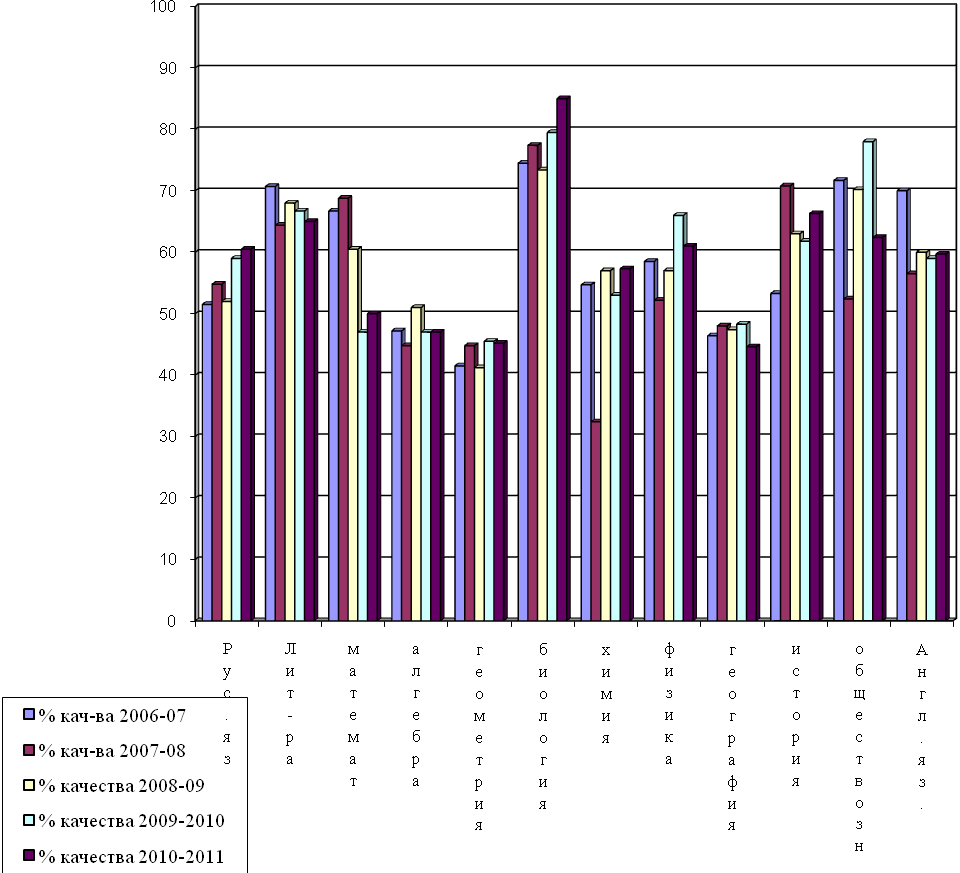 100
90
80
70
60
50
40
30
20
10
0
Рус.яз
Лит-ра
математ
алгебра
геометрия
биология
химия
физика
география
история
обществозн
Англ.яз.
% кач-ва 2006-07
% кач-ва 2007-08
% качества 2008-09
% качества 2009-2010
% качества 2010-2011